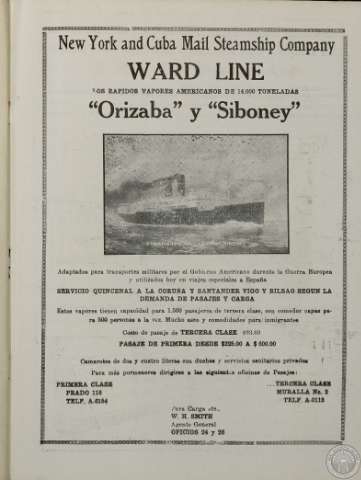 New York and Cuba Mail Steamship Company
WARD LINE
LOS RAPIDOS VAPORES AMERICANOS DE 14,000 TONELADAS
"Orizaba" y "Siboney"
Adaptados para transportes militares por el Gobierno Americano durante la Guerra Europea
y utilizados hoy en viajes especiales a España
SERVICIO QUINCENAL A LA CORUÑA Y SANTANDER VIGO Y BILBAO SEGUN LA
DEMANDA DE PASAJES Y CARGA
Estos vapores tienen capacidad para 1,500 pasajeros de tercera clase, con comedor capaz pa-
ra 500 personas a la vez. Mucho aseo y comodidades para inmigrantes
Costo de pasaje de TERCERA CLASE
PASAJE DE PRIMERA DESDE A $ 600.00
Camarotes de dos y cuatro literas con duchas y servicios sanitarios privados
Para más pormenores dirigirse a las siguientes oficinas de Pasajes:
PRIMERA CLASE
PRADO 118
TELF. A-6154
TERCERA CLASE
MURALLA No. 2
TELF. A-0113
Para Carga etc.
W. H. SMITH
Agente General
OFICIOS 24 y 26